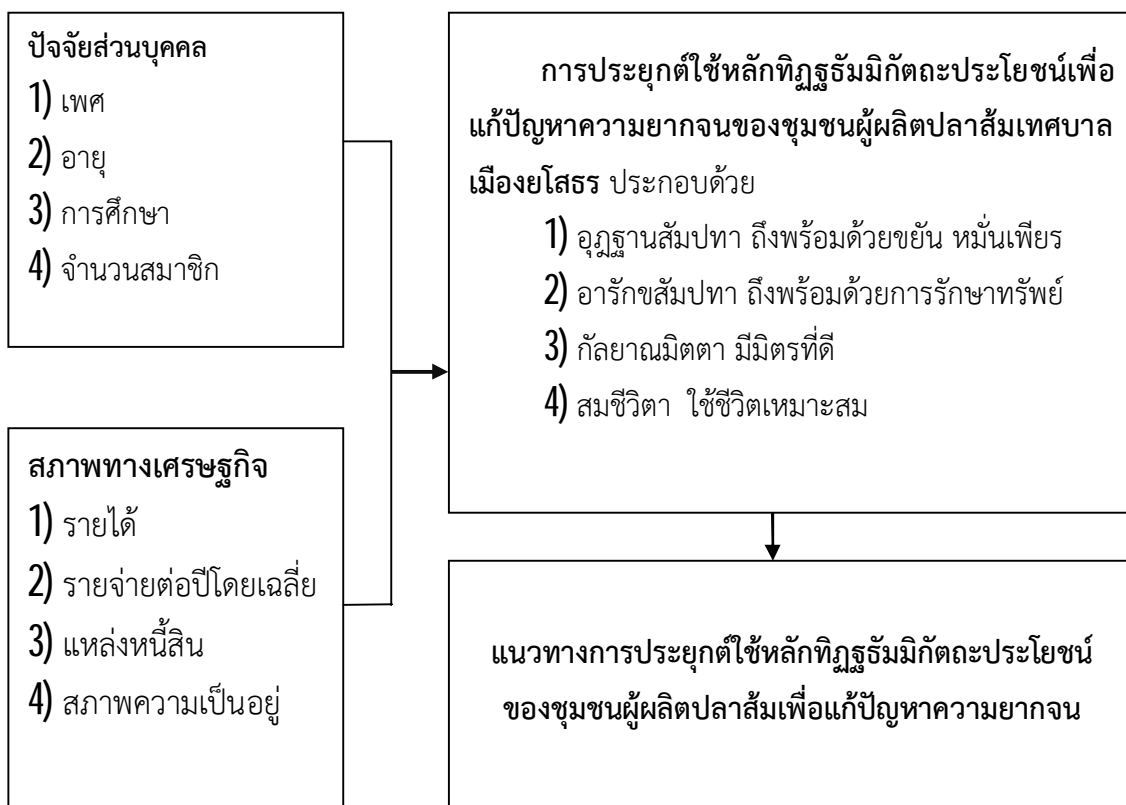 ปัจจัยส่วนบุคคล
1) เพศ
2) อายุ
3) การศึกษา
4) จำนวนสมาชิก
สภาพทางเศรษฐกิจ
1) รายได้
2) รายจ่ายต่อปีโดยเฉลี่ย
3) แหล่งหนี้สิน
4) สภาพความเป็นอยู่
การประยุกต์ใช้หลักทิฏฐธัมมิกัตถะประโยชน์เพื่อ
แก้ปัญหาความยากจนของชุมชนผู้ผลิตปลาส้มเทศบาล
เมืองยโสธร ประกอบด้วย
1) อุฏฐานสัมปทา ถึงพร้อมด้วยขยัน หมั่นเพียร
2) อารักขสัมปทา ถึงพร้อมด้วยการรักษาทรัพย์
3) กัลยาณมิตตา มีมิตรที่ดี
4) สมชีวิตา ใช้ชีวิตเหมาะสม
แนวทางการประยุกต์ใช้หลักทิฏฐธัมมิกัตถะประโยชน์
ของชุมชนผู้ผลิตปลาส้มเพื่อแก้ปัญหาความยากจน